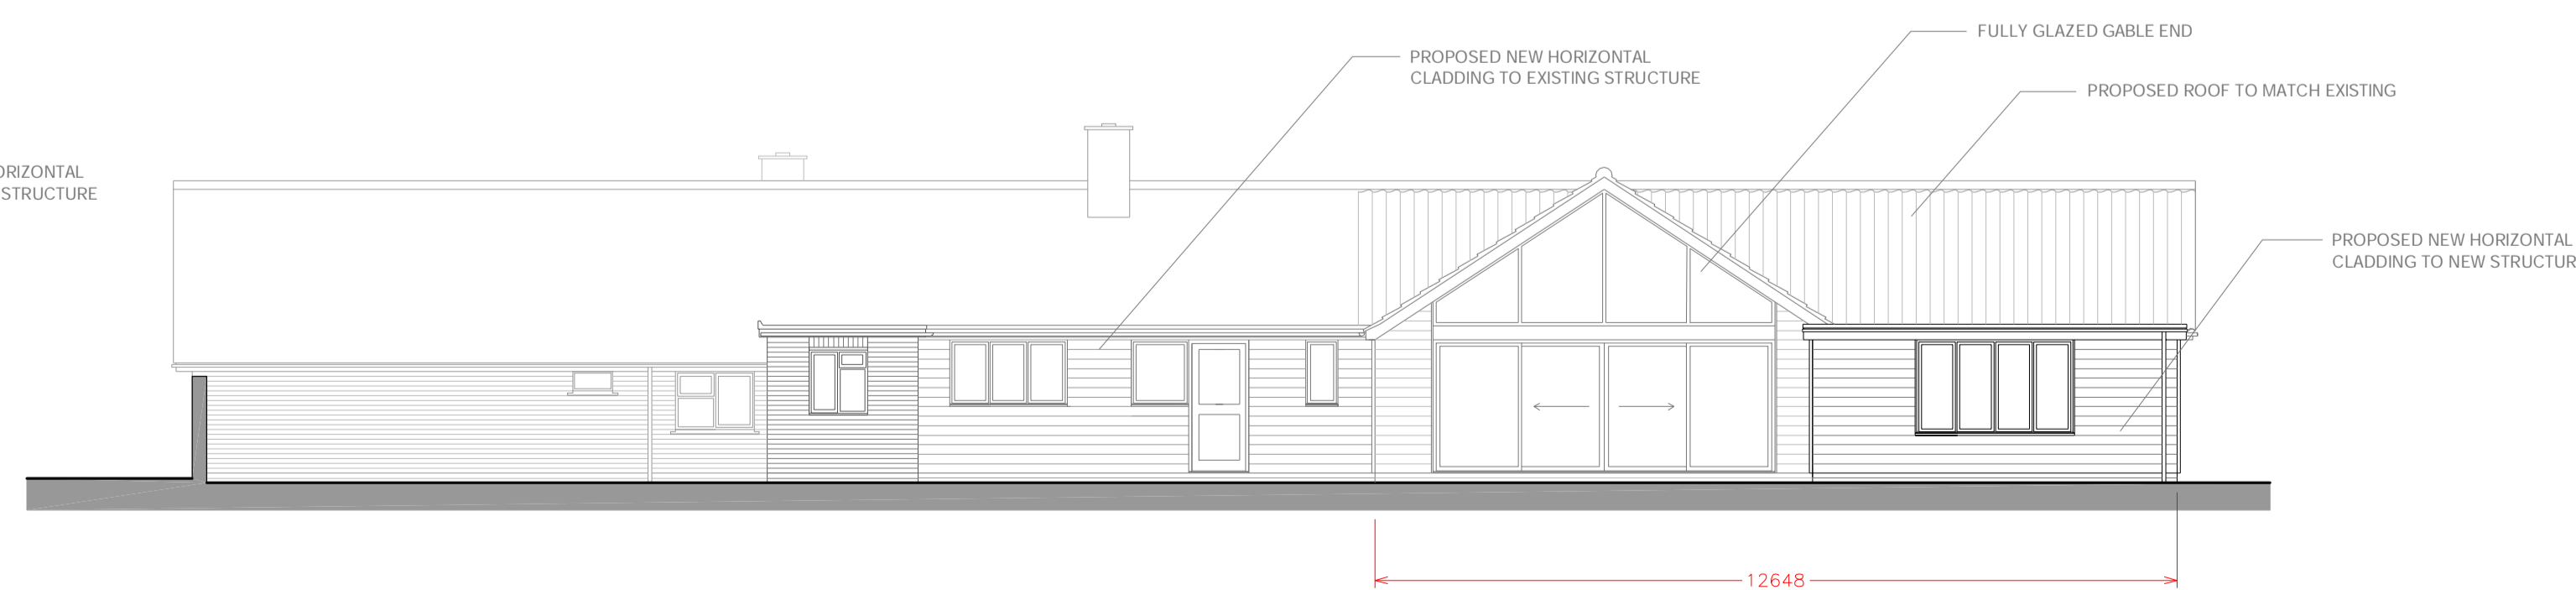 FULLY GLAZED GABLE END
PROPOSED NEW HORIZONTAL
CLADDING TO EXISTING STRUCTURE
PROPOSED ROOF TO MATCH EXISTING
ORIZONTAL
STRUCTURE
PROPOSED NEW HORIZONTAL
CLADDING TO NEW STRUCTUR
12648